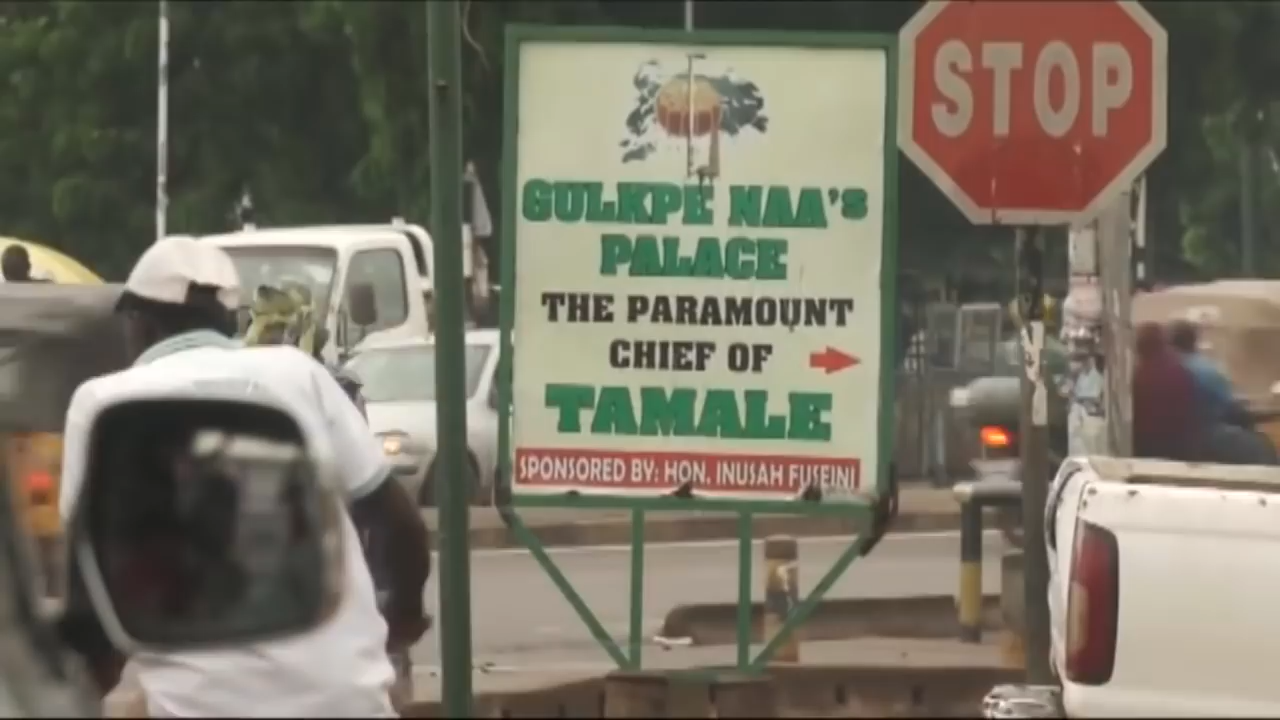 GULKPE NAA'S
PALACE
THE PARAMOUNT
CHIEF OF
TAMALE
SPONSORED BY: HON. INUSAH FUSEINI
STOP